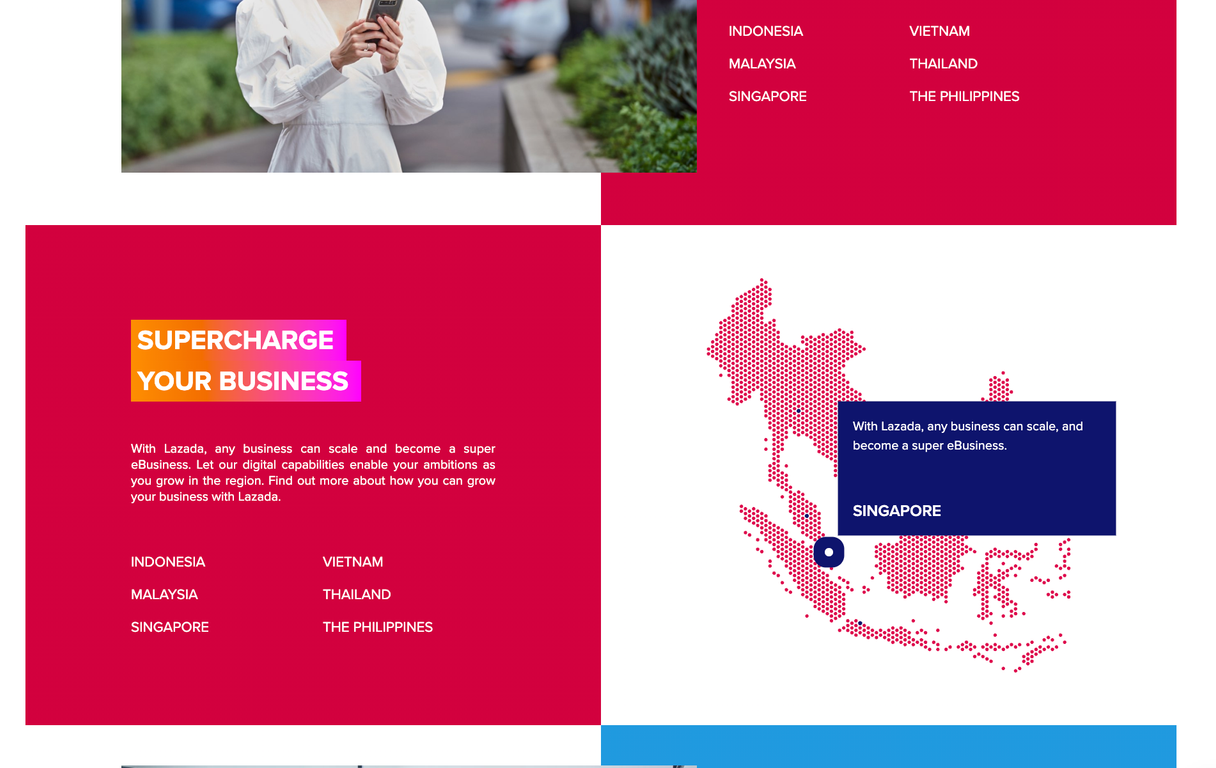 INDONESIA
VIETNAM
MALAYSIA
THAILAND
SINGAPORE
THE PHILIPPINES
SUPERCHARGE
YOUR BUSINESS
With Lazada, any business can scale and become a super
eBusiness. Let our digital capabilities enable your ambitions as
you grow in the region. Find out more about how you can grow
your business with Lazada.
INDONESIA
VIETNAM
MALAYSIA
THAILAND
SINGAPORE
THE PHILIPPINES
With Lazada, any business can scale, and
become a super eBusiness.
SINGAPORE